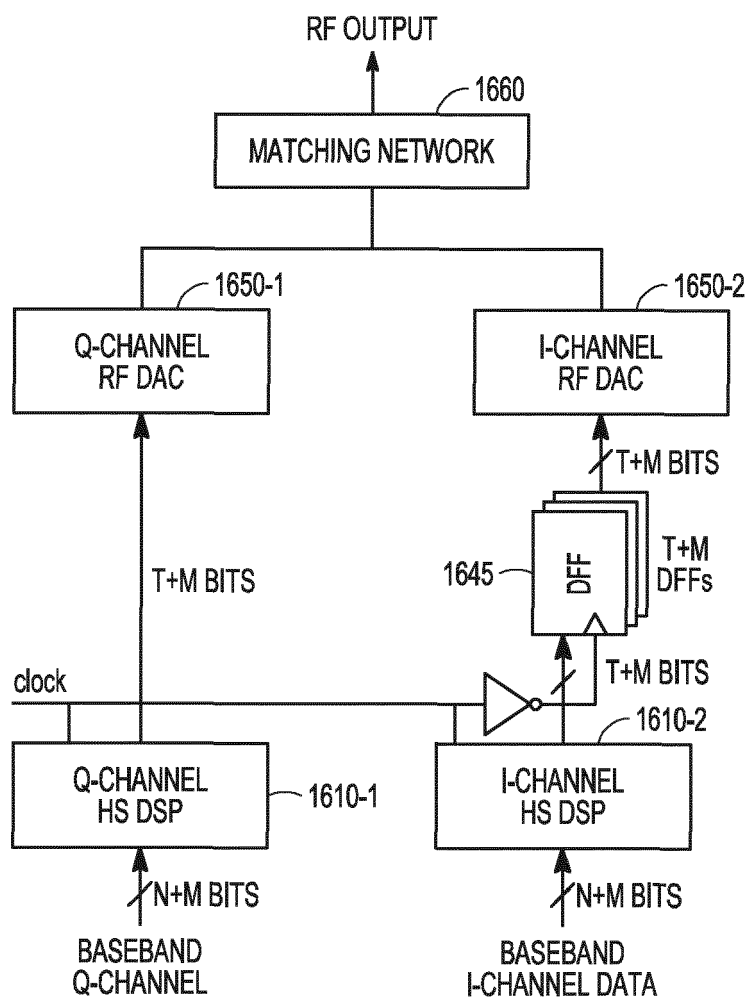 RF OUTPUT
1660
MATCHING NETWORK
1650-1
1650-2
Q-CHANNEL
RF DAC
I-CHANNEL
RF DAC
T+M BITS
1645
DFF
T+M
DFFs
T+M BITS
T+M BITS
clock
1610-2
Q-CHANNEL
HS DSP
1610-1
I-CHANNEL
HS DSP
N+M BITS
N+M BITS
BASEBAND
Q-CHANNEL
BASEBAND
I-CHANNEL DATA